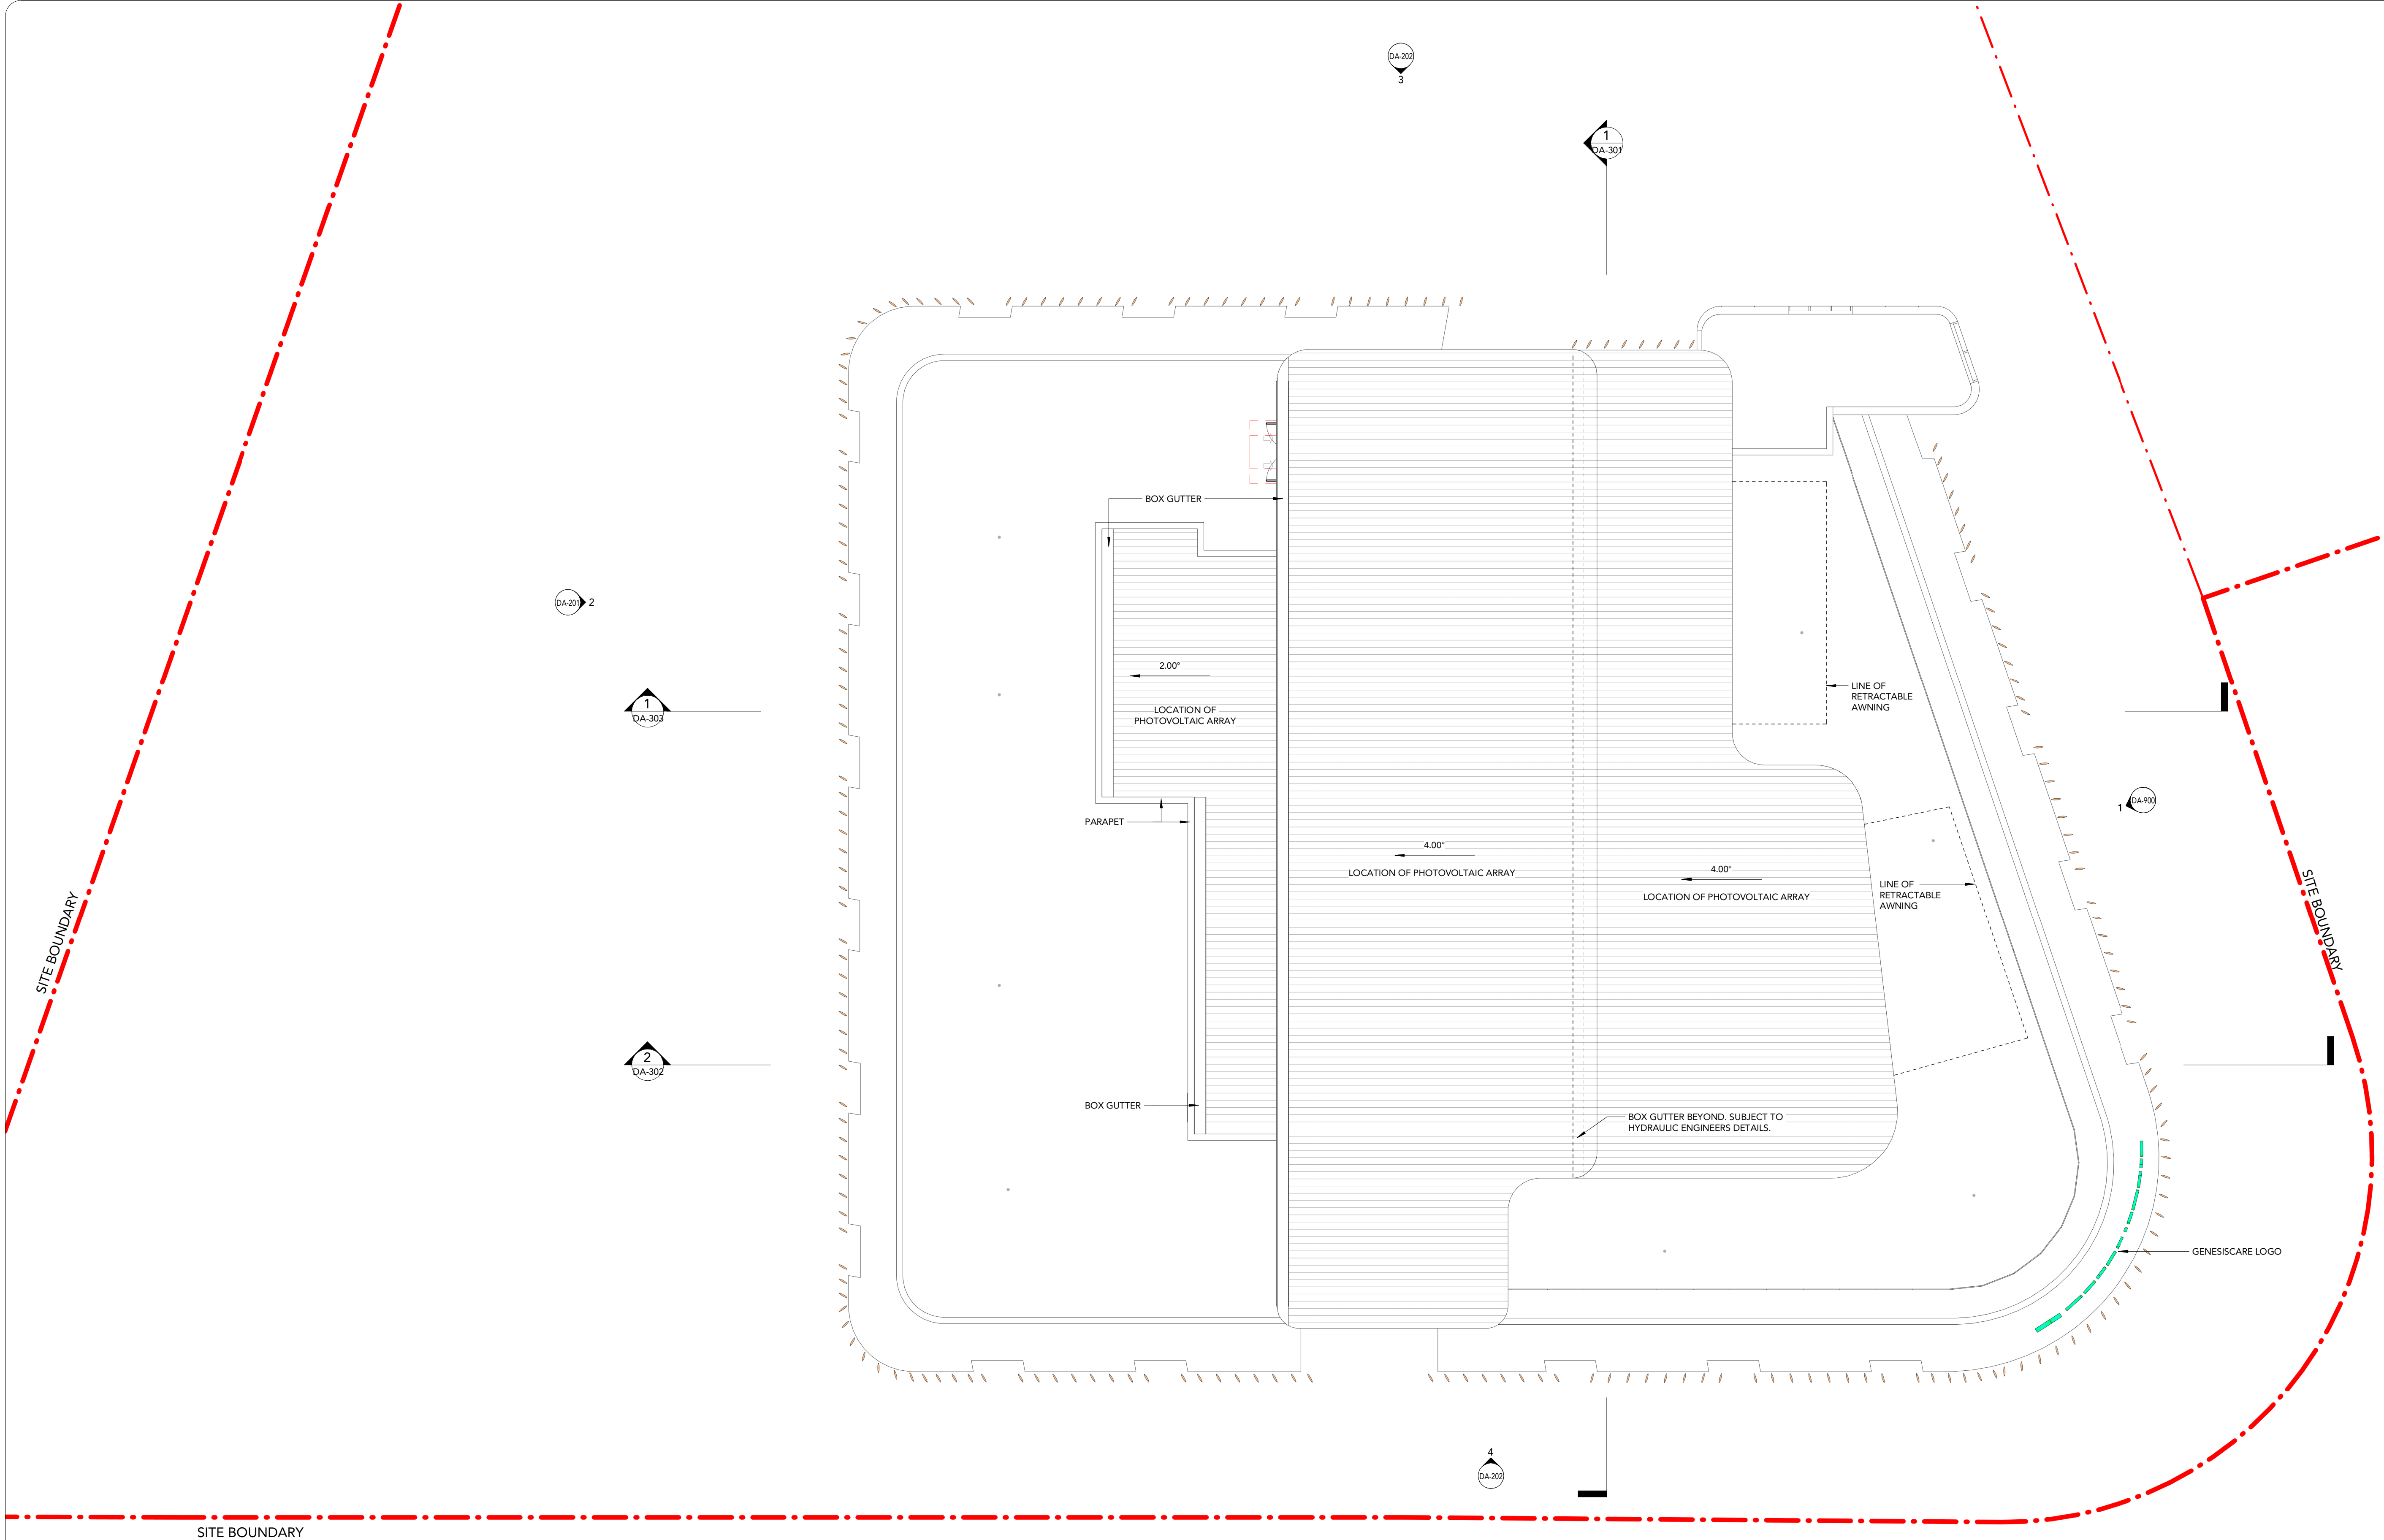 DA-202
3
1
DA-301
BOX GUTTER
DA-201
2
2.00°
LOCATION OF
PHOTOVOLTAIC ARRAY
1
DA-303
LINE OF
RETRACTABLE
AWNING
1
DA-900
PARAPET
4.00°
LOCATION OF PHOTOVOLTAIC ARRAY
4.00°
LOCATION OF PHOTOVOLTAIC ARRAY
LINE OF
RETRACTABLE
AWNING
SITE BOUNDARY
SITE BOUNDARY
2
DA-302
BOX GUTTER
BOX GUTTER BEYOND. SUBJECT TO
HYDRAULIC ENGINEERS DETAILS.
GENESISCARE LOGO
4
DA-202
SITE BOUNDARY